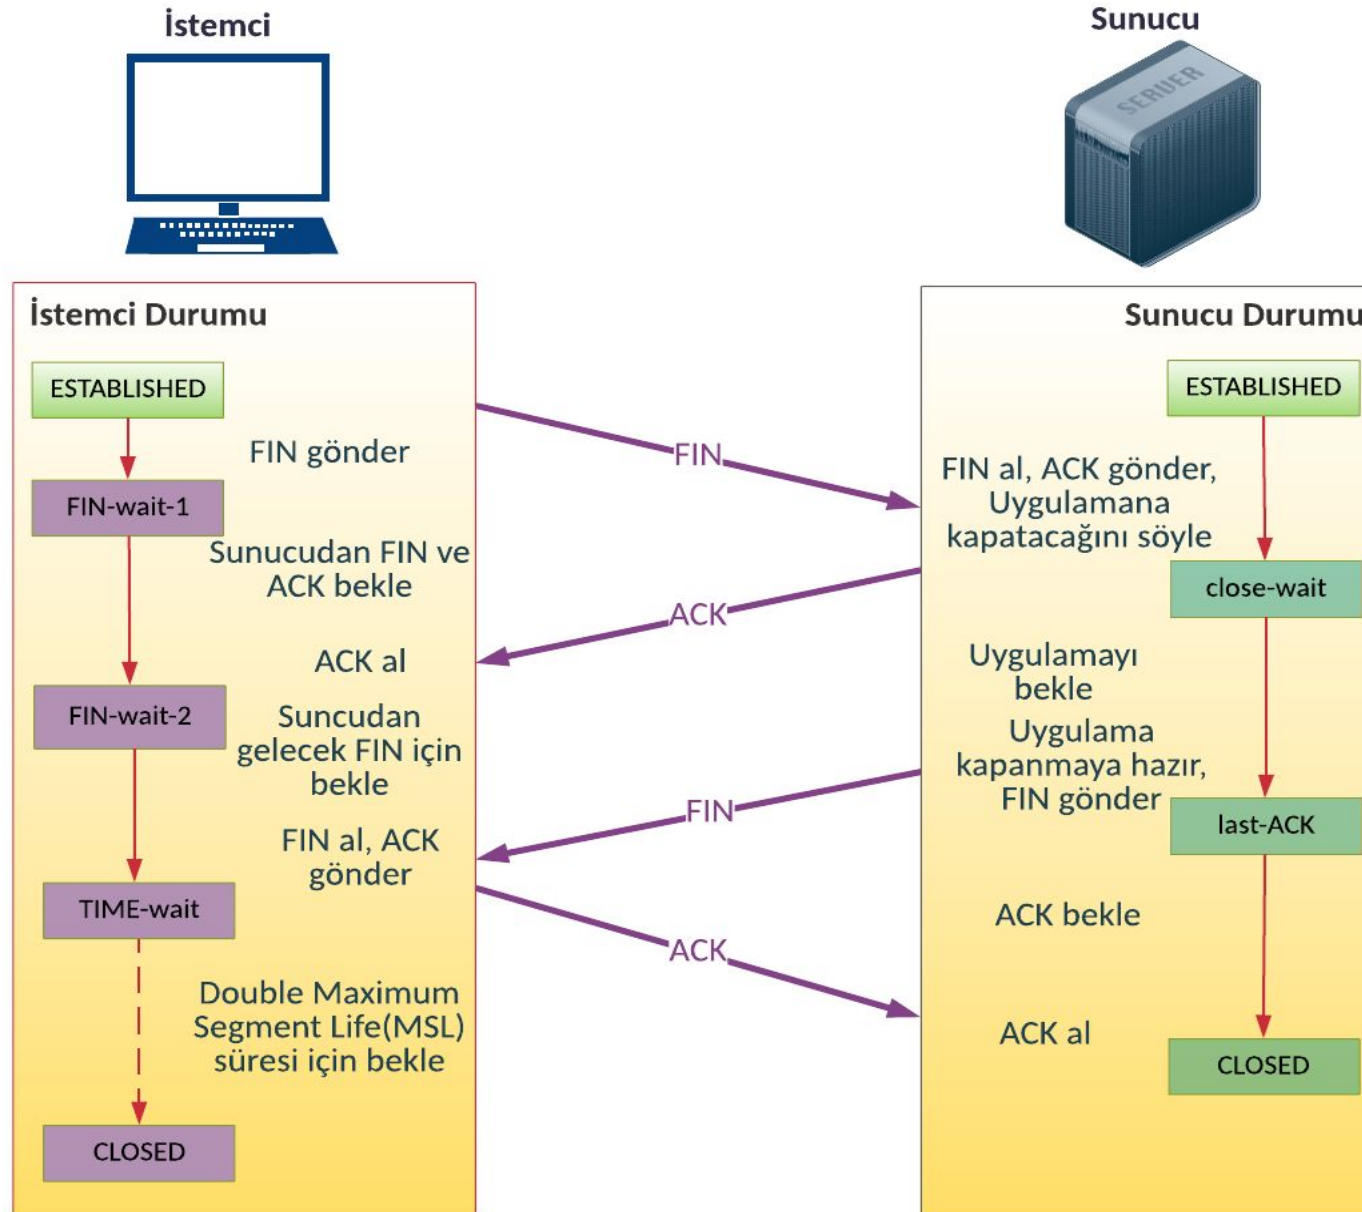 İstemci
Sunucu
SERVER
İstemci Durumu
ESTABLISHED
FIN gönder
FIN-wait-1
Sunucudan FIN ve
ACK bekle
ACK al
FIN-wait-2
Suncudan
gelecek FIN için
bekle
FIN al, ACK
gönder
TIME-wait
Double Maximum
Segment Life(MSL)
süresi için bekle
CLOSED
FIN
ACK
FIN
ACK
Sunucu Durumu
ESTABLISHED
FIN al, ACK gönder,
Uygulamana
kapatacağını söyle
close-wait
Uygulamayı
bekle
Uygulama
kapanmaya hazır,
FIN gönder
last-ACK
ACK bekle
ACK al
CLOSED